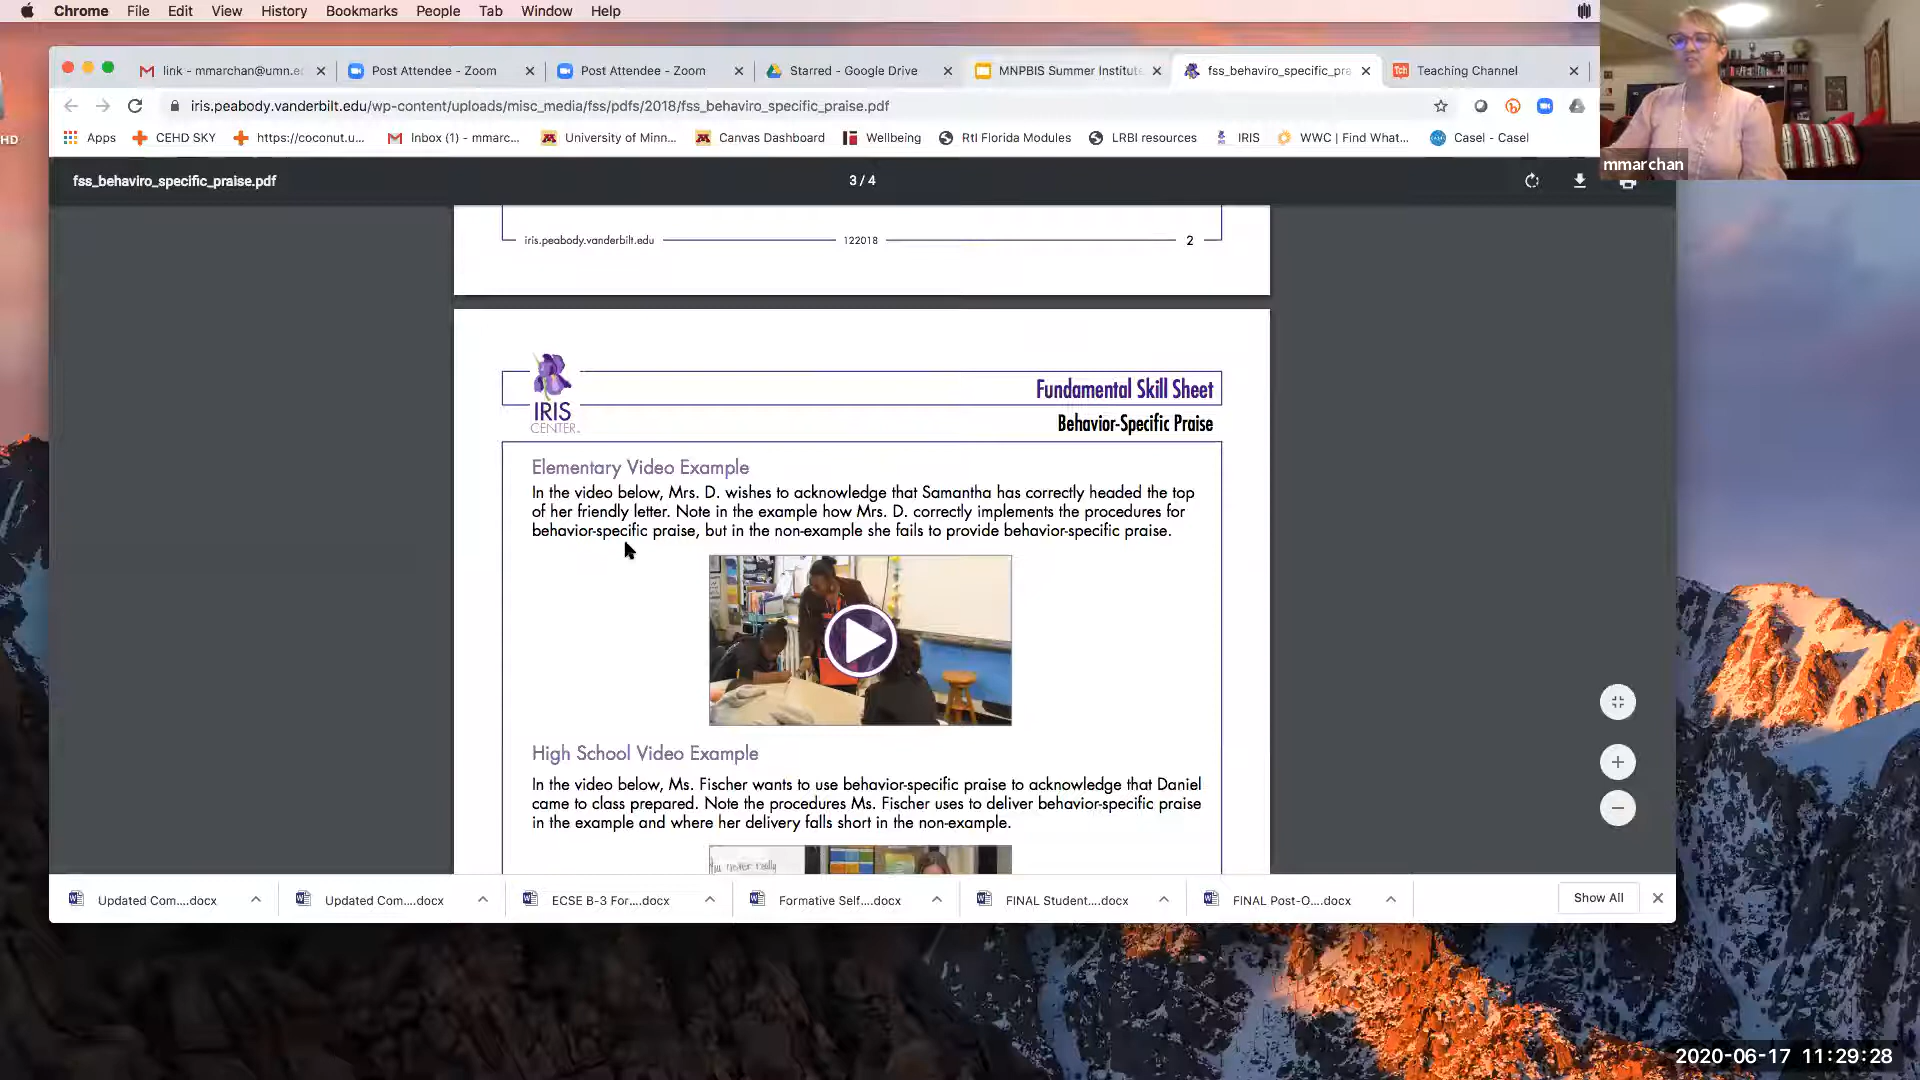 Chrome File Edit View History Bookmarks People Tab Window Help
link - mmarchan@umn.e
Post Attendee - Zoom
Post Attendee - Zoom
Starred - Google Drive
MNPBIS Summer Institute
fss_behaviro_specific_pra
Tch
Teaching Channel
iris.peabody.vanderbilt.edu/wp-content/uploads/misc_media/fss/pdfs/2018/fss_behaviro_specific_praise.pdf
HD
Apps
CEHD SKY
https://coconut.u...
Inbox (1) - mmarc...
University of Minn...
Canvas Dashboard
Wellbeing
RtI Florida Modules
LRBI resources
IRIS
WWC | Find What...
Casel - Casel
mmarchan
fss_behaviro_specific_praise.pdf
3 / 4
iris.peabody.vanderbilt.edu 122018 2
IRIS
CENTER
Fundamental Skill Sheet
Behavior-Specific Praise
Elementary Video Example
In the video below, Mrs. D. wishes to acknowledge that Samantha has correctly headed the top
of her friendly letter. Note in the example how Mrs. D. correctly implements the procedures for
behavior-specific praise, but in the non-example she fails to provide behavior-specific praise.
High School Video Example
In the video below, Ms. Fischer wants to use behavior-specific praise to acknowledge that Daniel
came to class prepared. Note the procedures Ms. Fischer uses to deliver behavior-specific praise
in the example and where her delivery falls short in the non-example.
never really
Updated Com....docx
Updated Com....docx
ECSE B-3 For....docx
Formative Self....docx
FINAL Student....docx
FINAL Post-O....docx
Show All
2020-06-17 11:29:28